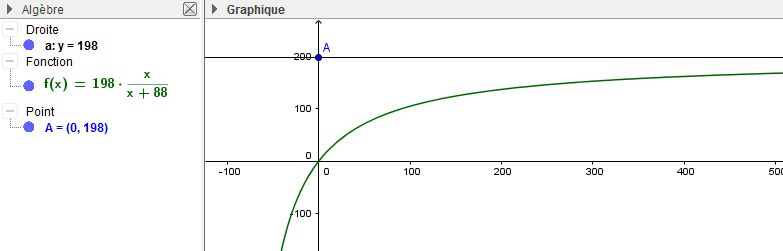 Algèbre
Droite
a: y = 198
Fonction
f(x) = 198 · x / (x + 88)
Point
A = (0, 198)
Graphique
A
200
100
0
-100
-100 0 100 200 300 400 500